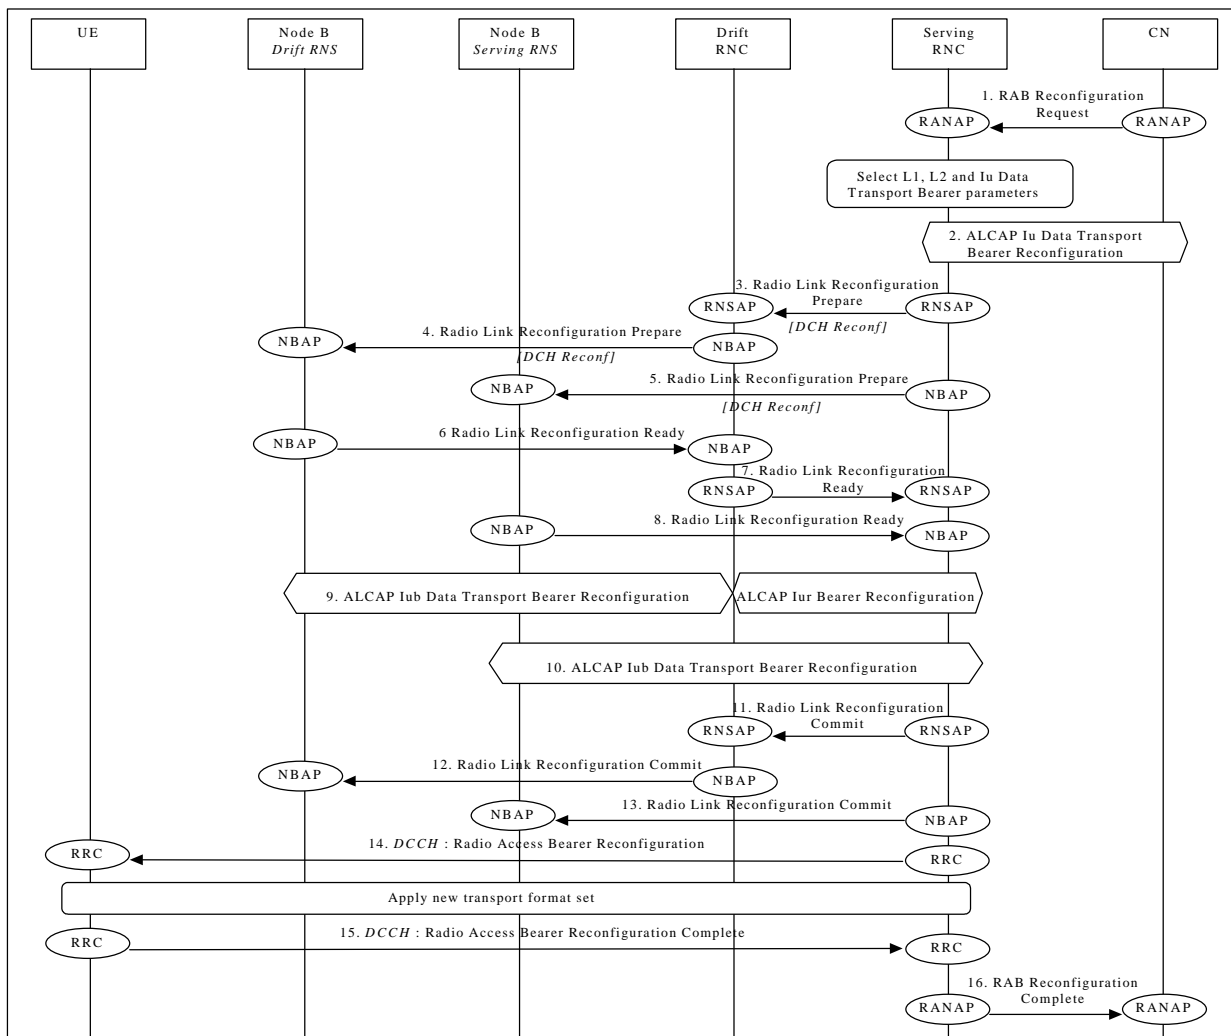 UE
Node B
Drift RNS
Node B
Serving RNS
Drift
RNC
Serving
RNC
CN
1. RAB Reconfiguration
Request
RANAP
RANAP
Select L1, L2 and Iu Data
Transport Bearer parameters
2. ALCAP Iu Data Transport
Bearer Reconfiguration
3. Radio Link Reconfiguration
Prepare
RNSAP
RNSAP
[DCH Reconf]
4. Radio Link Reconfiguration Prepare
NBAP
NBAP
[DCH Reconf]
5. Radio Link Reconfiguration Prepare
NBAP
NBAP
[DCH Reconf]
6 Radio Link Reconfiguration Ready
NBAP
NBAP
7. Radio Link Reconfiguration
Ready
RNSAP
RNSAP
8. Radio Link Reconfiguration Ready
NBAP
NBAP
9. ALCAP Iub Data Transport Bearer Reconfiguration
ALCAP Iur Bearer Reconfiguration
10. ALCAP Iub Data Transport Bearer Reconfiguration
11. Radio Link Reconfiguration
Commit
RNSAP
RNSAP
12. Radio Link Reconfiguration Commit
NBAP
NBAP
13. Radio Link Reconfiguration Commit
NBAP
NBAP
14. DCCH : Radio Access Bearer Reconfiguration
RRC
RRC
Apply new transport format set
15. DCCH : Radio Access Bearer Reconfiguration Complete
RRC
RRC
16. RAB Reconfiguration
Complete
RANAP
RANAP